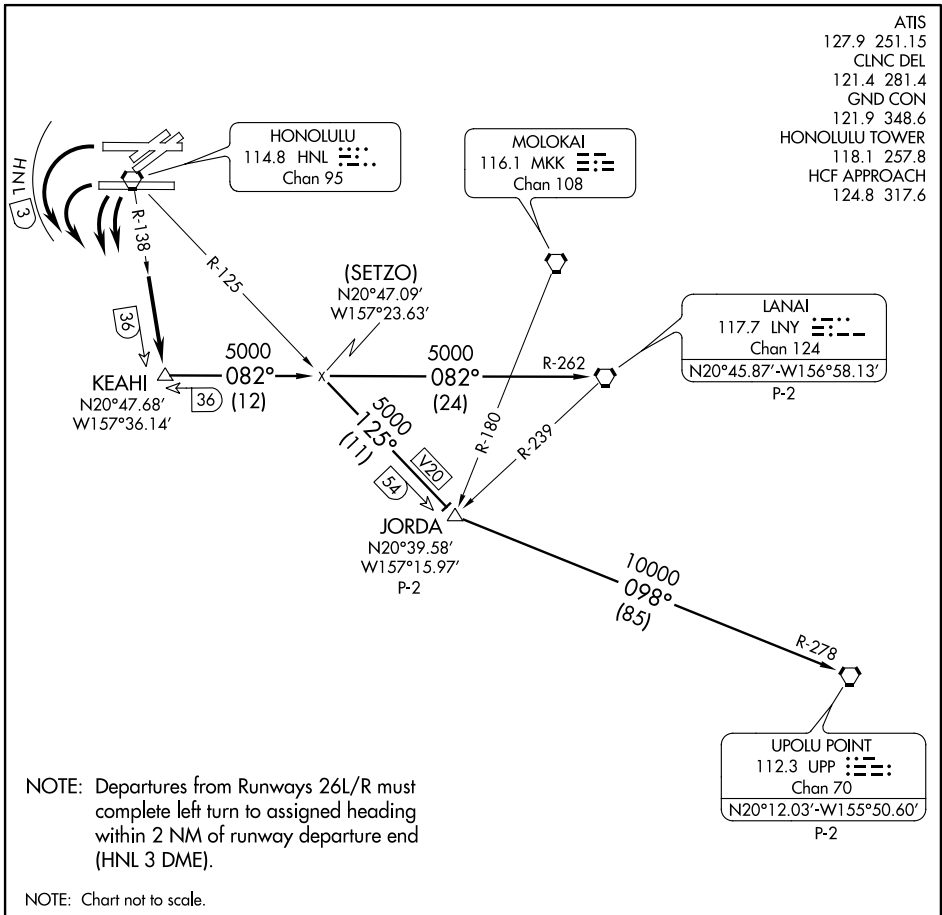 ATIS
127.9 251.15
CLNC DEL
121.4 281.4
GND CON
121.9 348.6
HONOLULU TOWER
118.1 257.8
HCF APPROACH
124.8 317.6
HONOLULU
114.8 HNL
Chan 95
MOLOKAI
116.1 MKK
Chan 108
HNL 3
R-138
R-125
(SETZO)
N20°47.09′
W157°23.63′
LANAI
117.7 LNY
Chan 124
N20°45.87′-W156°58.13′
P-2
36
KEAHI
N20°47.68′
W157°36.14′
36
5000
082°
(12)
5000
082°
(24)
R-262
R-180
R-239
5000
125°
(11)
V20
54
JORDA
N20°39.58′
W157°15.97′
P-2
10000
098°
(85)
R-278
UPOLU POINT
112.3 UPP
Chan 70
N20°12.03′-W155°50.60′
P-2
NOTE: Departures from Runways 26L/R must
complete left turn to assigned heading
within 2 NM of runway departure end
(HNL 3 DME).
NOTE: Chart not to scale.